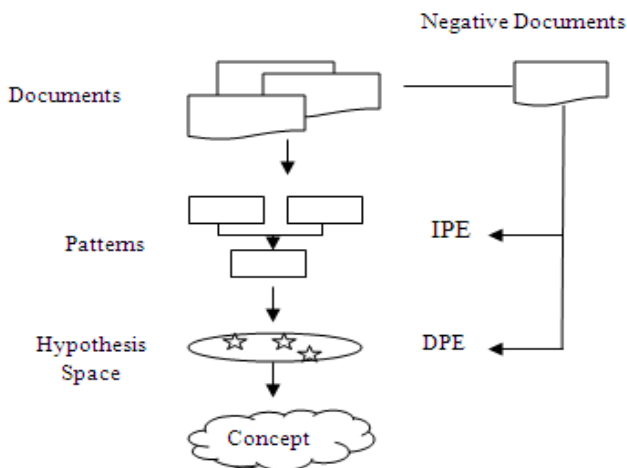 Negative Documents
Documents
Patterns
IPE
Hypothesis
Space
DPE
Concept